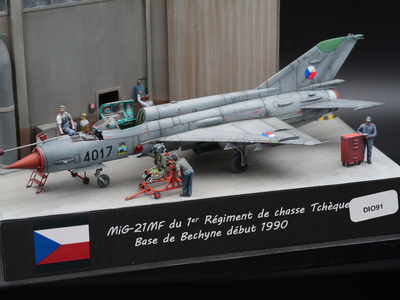 4017
MiG-21MF du 1er Régiment de chasse Tchèque
Base de Bechyne début 1990
DIO91